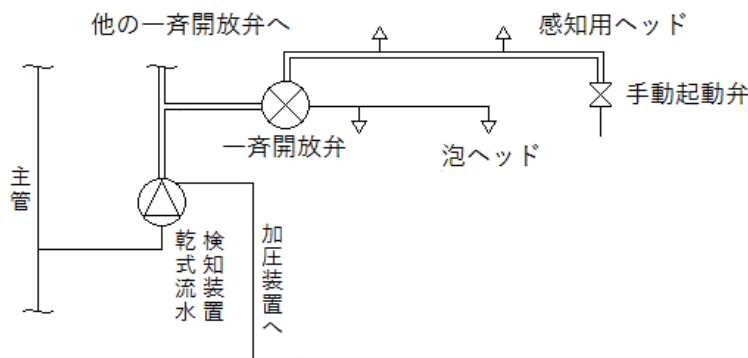 他の一斉開放弁へ
感知用ヘッド
手動起動弁
一斉開放弁
泡ヘッド
主管
乾式流水
検知装置
加圧装置へ